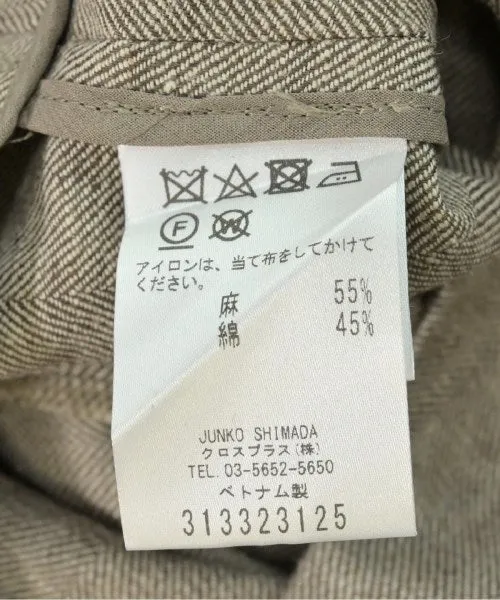 F
W
アイロンは、当て布をしてかけて
ください。
麻 55%
綿 45%
JUNKO SHIMADA
クロスプラス(株)
TEL. 03-5652-5650
ベトナム製
313323125